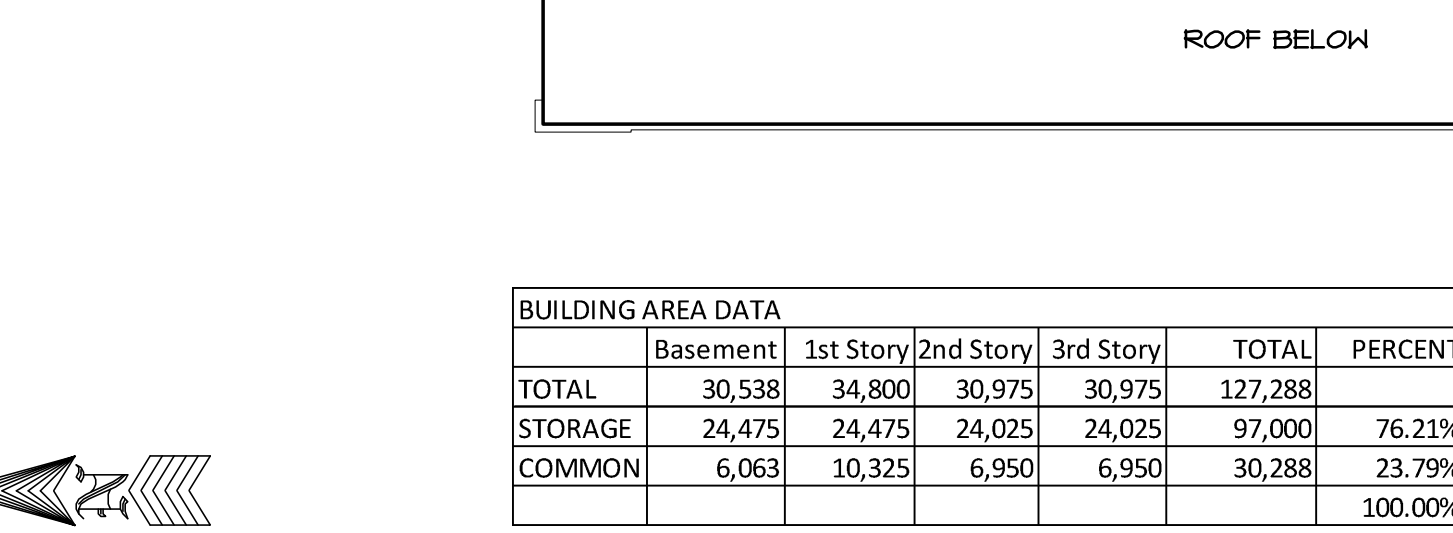 ROOF BELOW
BUILDING AREA DATA
Basement 1st Story 2nd Story 3rd Story TOTAL PERCENT
TOTAL 30,538 34,800 30,975 30,975 127,288
STORAGE 24,475 24,475 24,025 24,025 97,000 76.21%
COMMON 6,063 10,325 6,950 6,950 30,288 23.79%
100.00%
N